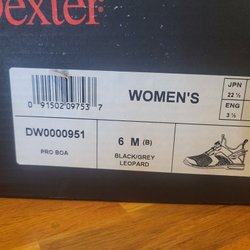 Dexter
WOMEN'S
JPN
22 ½
ENG
3 ½
0 91502 09753 7
DW0000951
PRO BOA
6 M (B)
BLACK/GREY
LEOPARD